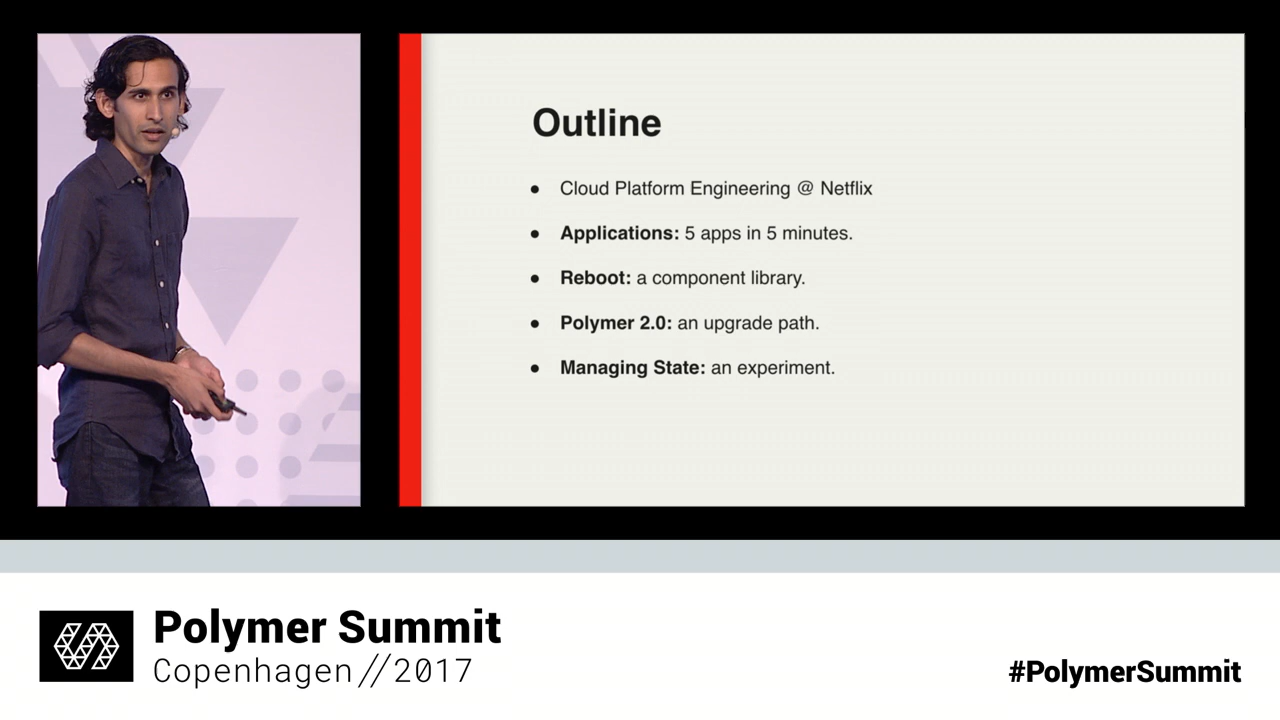 Outline
● Cloud Platform Engineering @ Netflix
● Applications: 5 apps in 5 minutes.
● Reboot: a component library.
● Polymer 2.0: an upgrade path.
● Managing State: an experiment.
Polymer Summit
Copenhagen//2017
#PolymerSummit